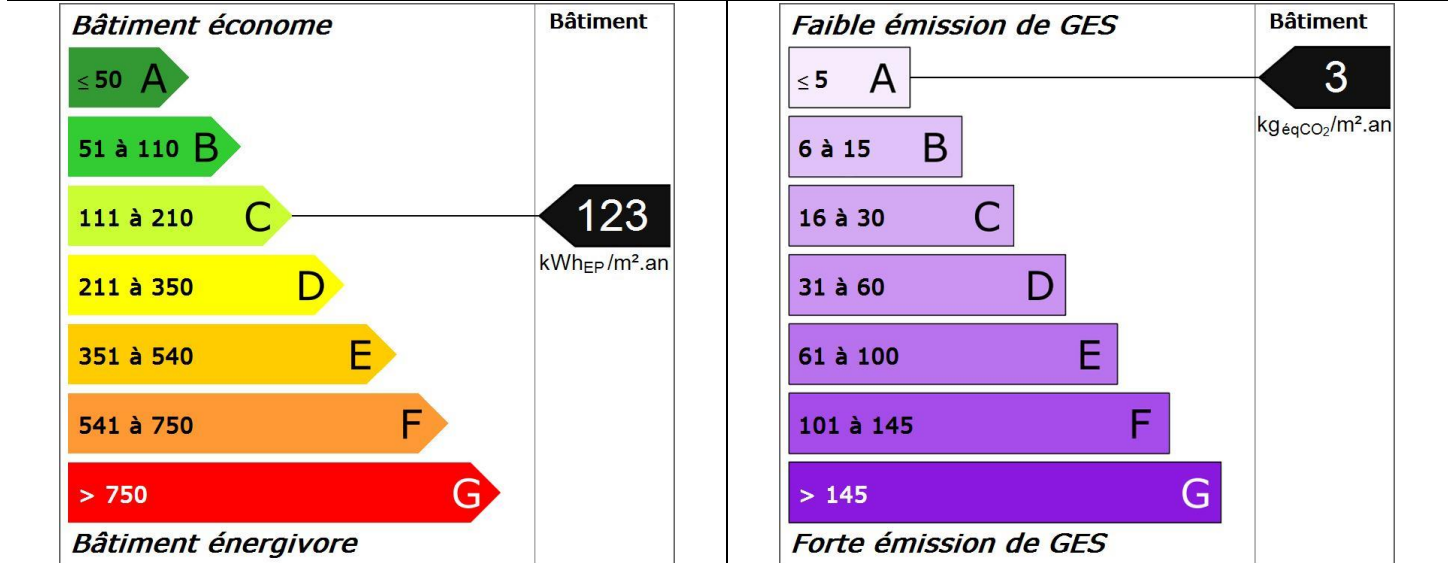 Bâtiment économe
Bâtiment
≤ 50 A
51 à 110 B
111 à 210 C
123
kWhEP/m².an
211 à 350 D
351 à 540 E
541 à 750 F
> 750 G
Bâtiment énergivore
Faible émission de GES
Bâtiment
≤ 5 A
3
kgéqCO₂/m².an
6 à 15 B
16 à 30 C
31 à 60 D
61 à 100 E
101 à 145 F
> 145 G
Forte émission de GES